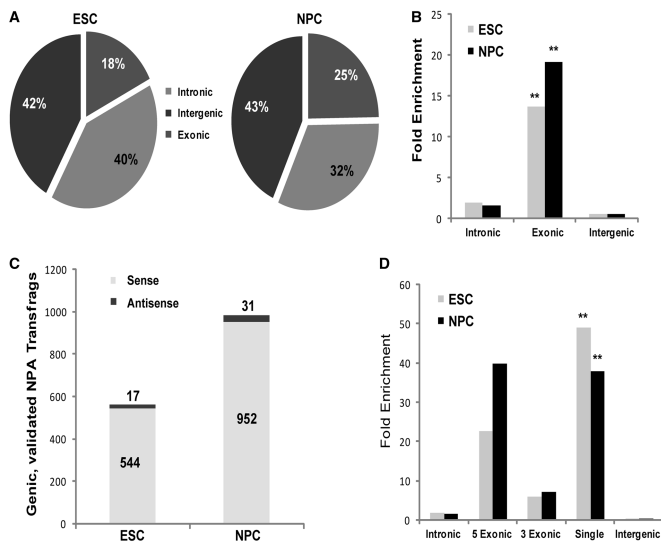 A
ESC
18%
42%
40%
Intronic
Intergenic
Exonic
NPC
25%
43%
32%
B
Fold Enrichment
25
20
15
10
5
0
ESC
NPC
**
**
Intronic
Exonic
Intergenic
C
Genic, validated NPA Transfrags
1200
1000
800
600
400
200
0
Sense
Antisense
17
544
31
952
ESC
NPC
D
Fold Enrichment
60
50
40
30
20
10
0
ESC
NPC
**
**
Intronic
5 Exonic
3 Exonic
Single
Intergenic